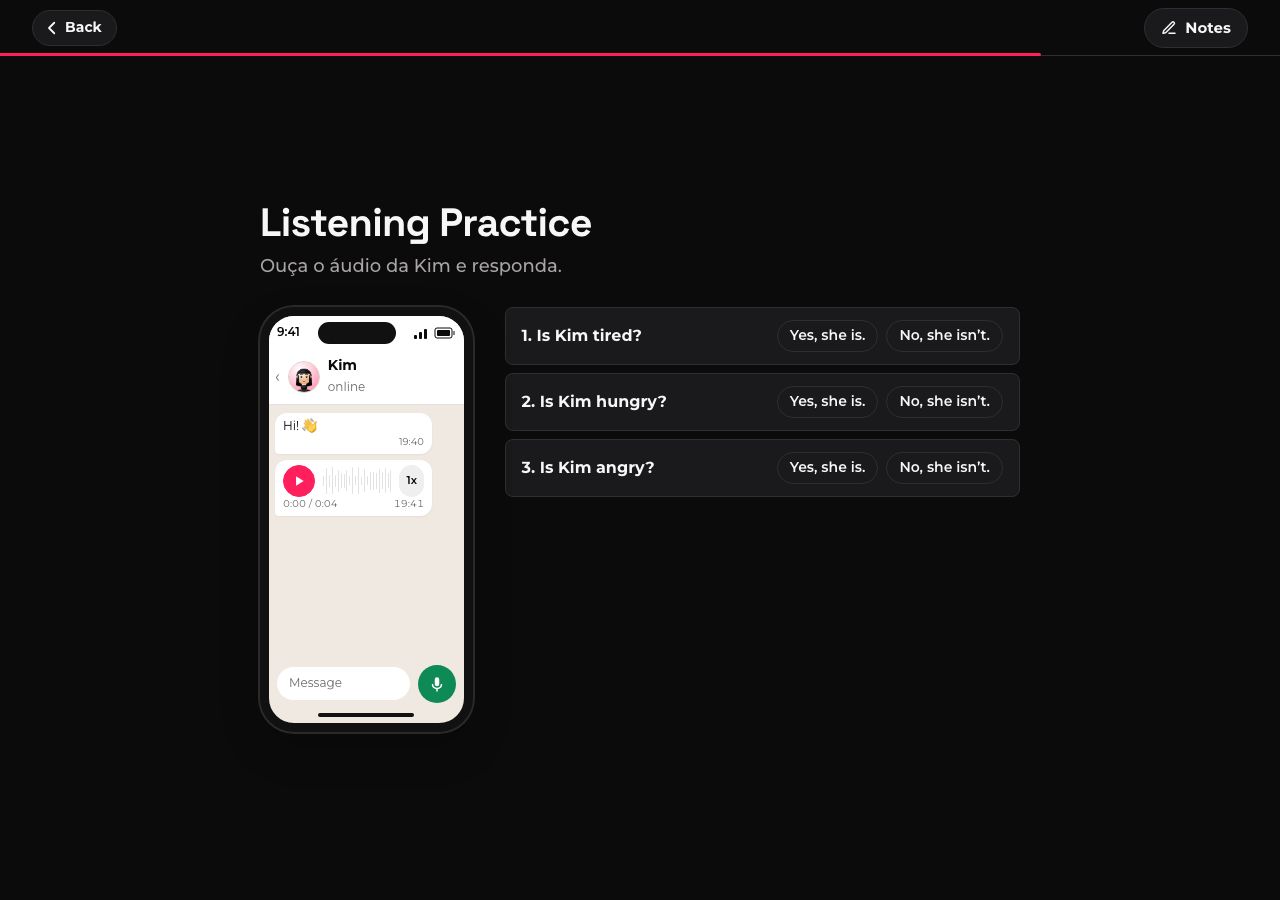 Back
Notes
Listening Practice
Ouça o áudio da Kim e responda.
9:41
Kim
online
Hi! 👋
19:40
1x
0:00 / 0:04
19:41
Message
1. Is Kim tired?
Yes, she is.
No, she isn’t.
2. Is Kim hungry?
Yes, she is.
No, she isn’t.
3. Is Kim angry?
Yes, she is.
No, she isn’t.